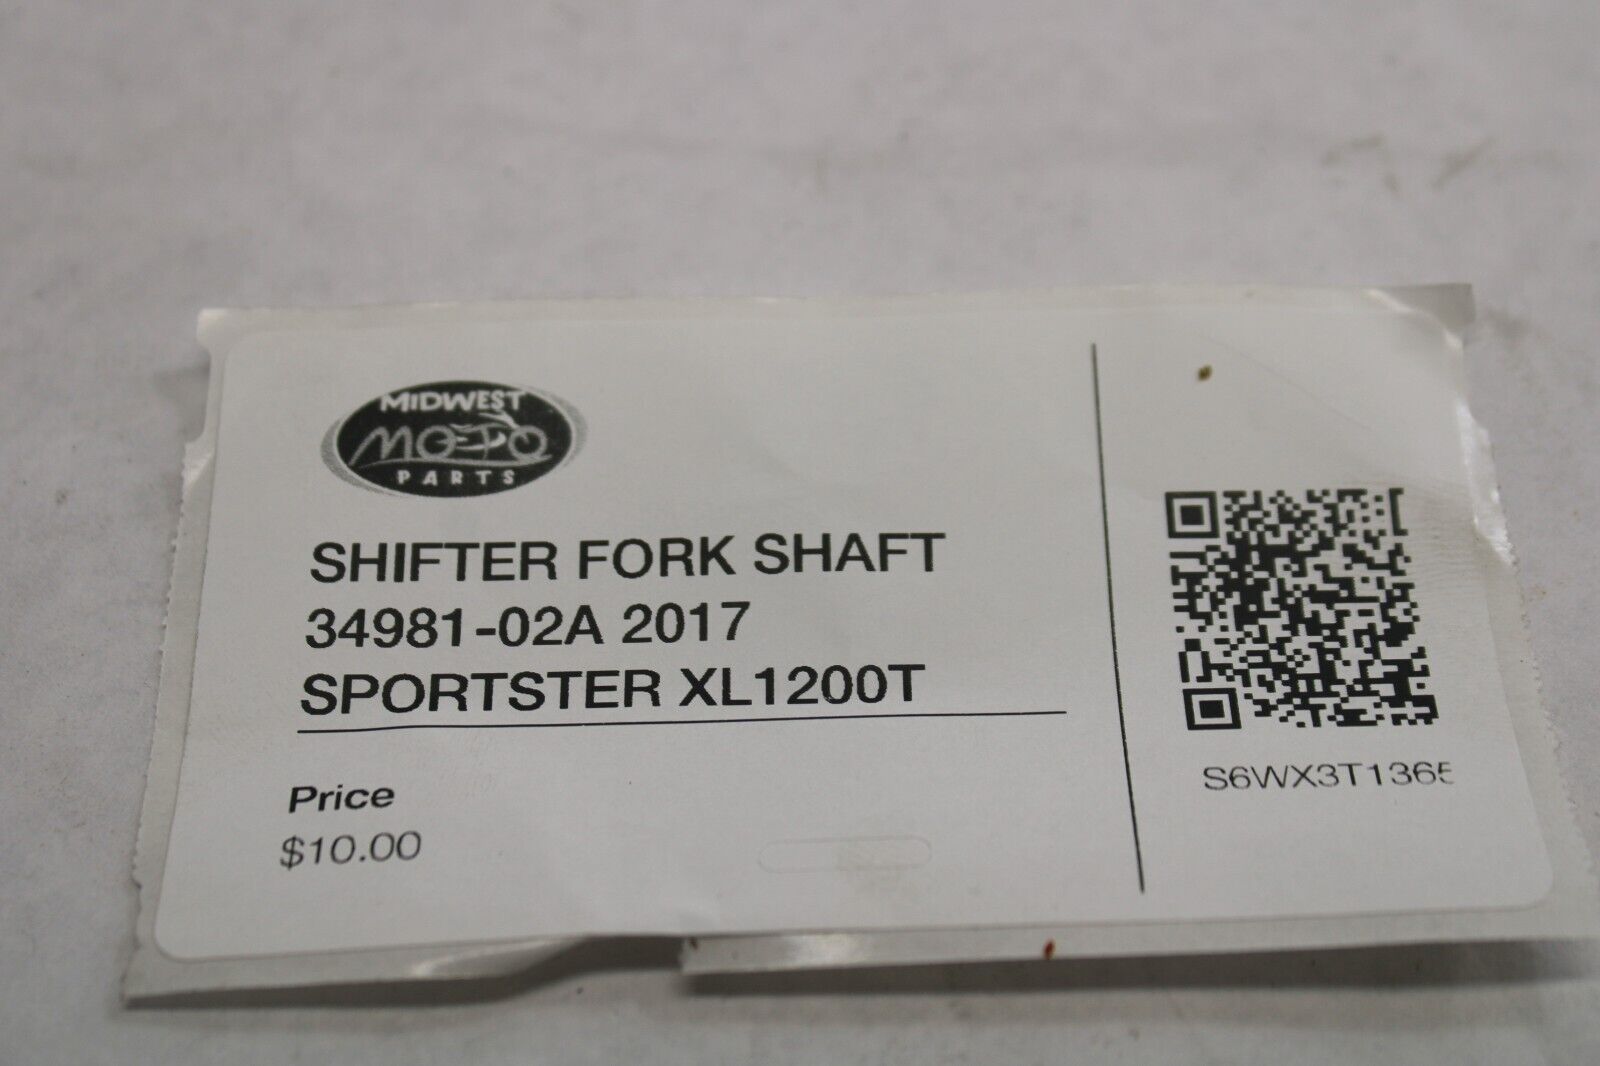 MIDWEST
MOTO
PARTS
SHIFTER FORK SHAFT
34981-02A 2017
SPORTSTER XL1200T
Price
$10.00
S6WX3T1365